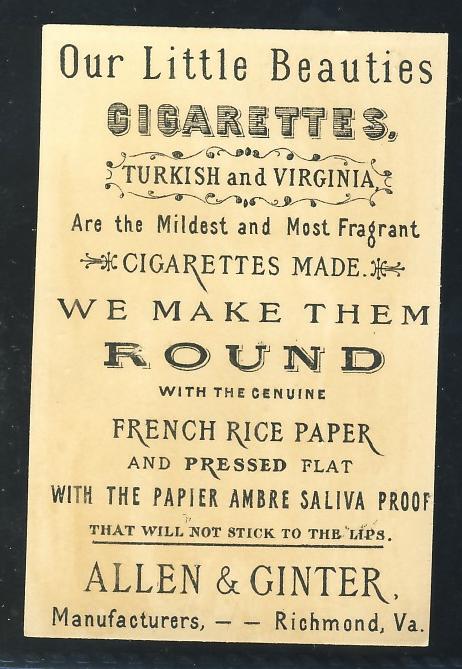 Our Little Beauties
CIGARETTES,
TURKISH and VIRGINIA,
Are the Mildest and Most Fragrant
CIGARETTES MADE.
WE MAKE THEM
ROUND
WITH THE GENUINE
FRENCH RICE PAPER
AND PRESSED FLAT
WITH THE PAPIER AMBRE SALIVA PROOF
THAT WILL NOT STICK TO THE LIPS.
ALLEN & GINTER,
Manufacturers, — — Richmond, Va.